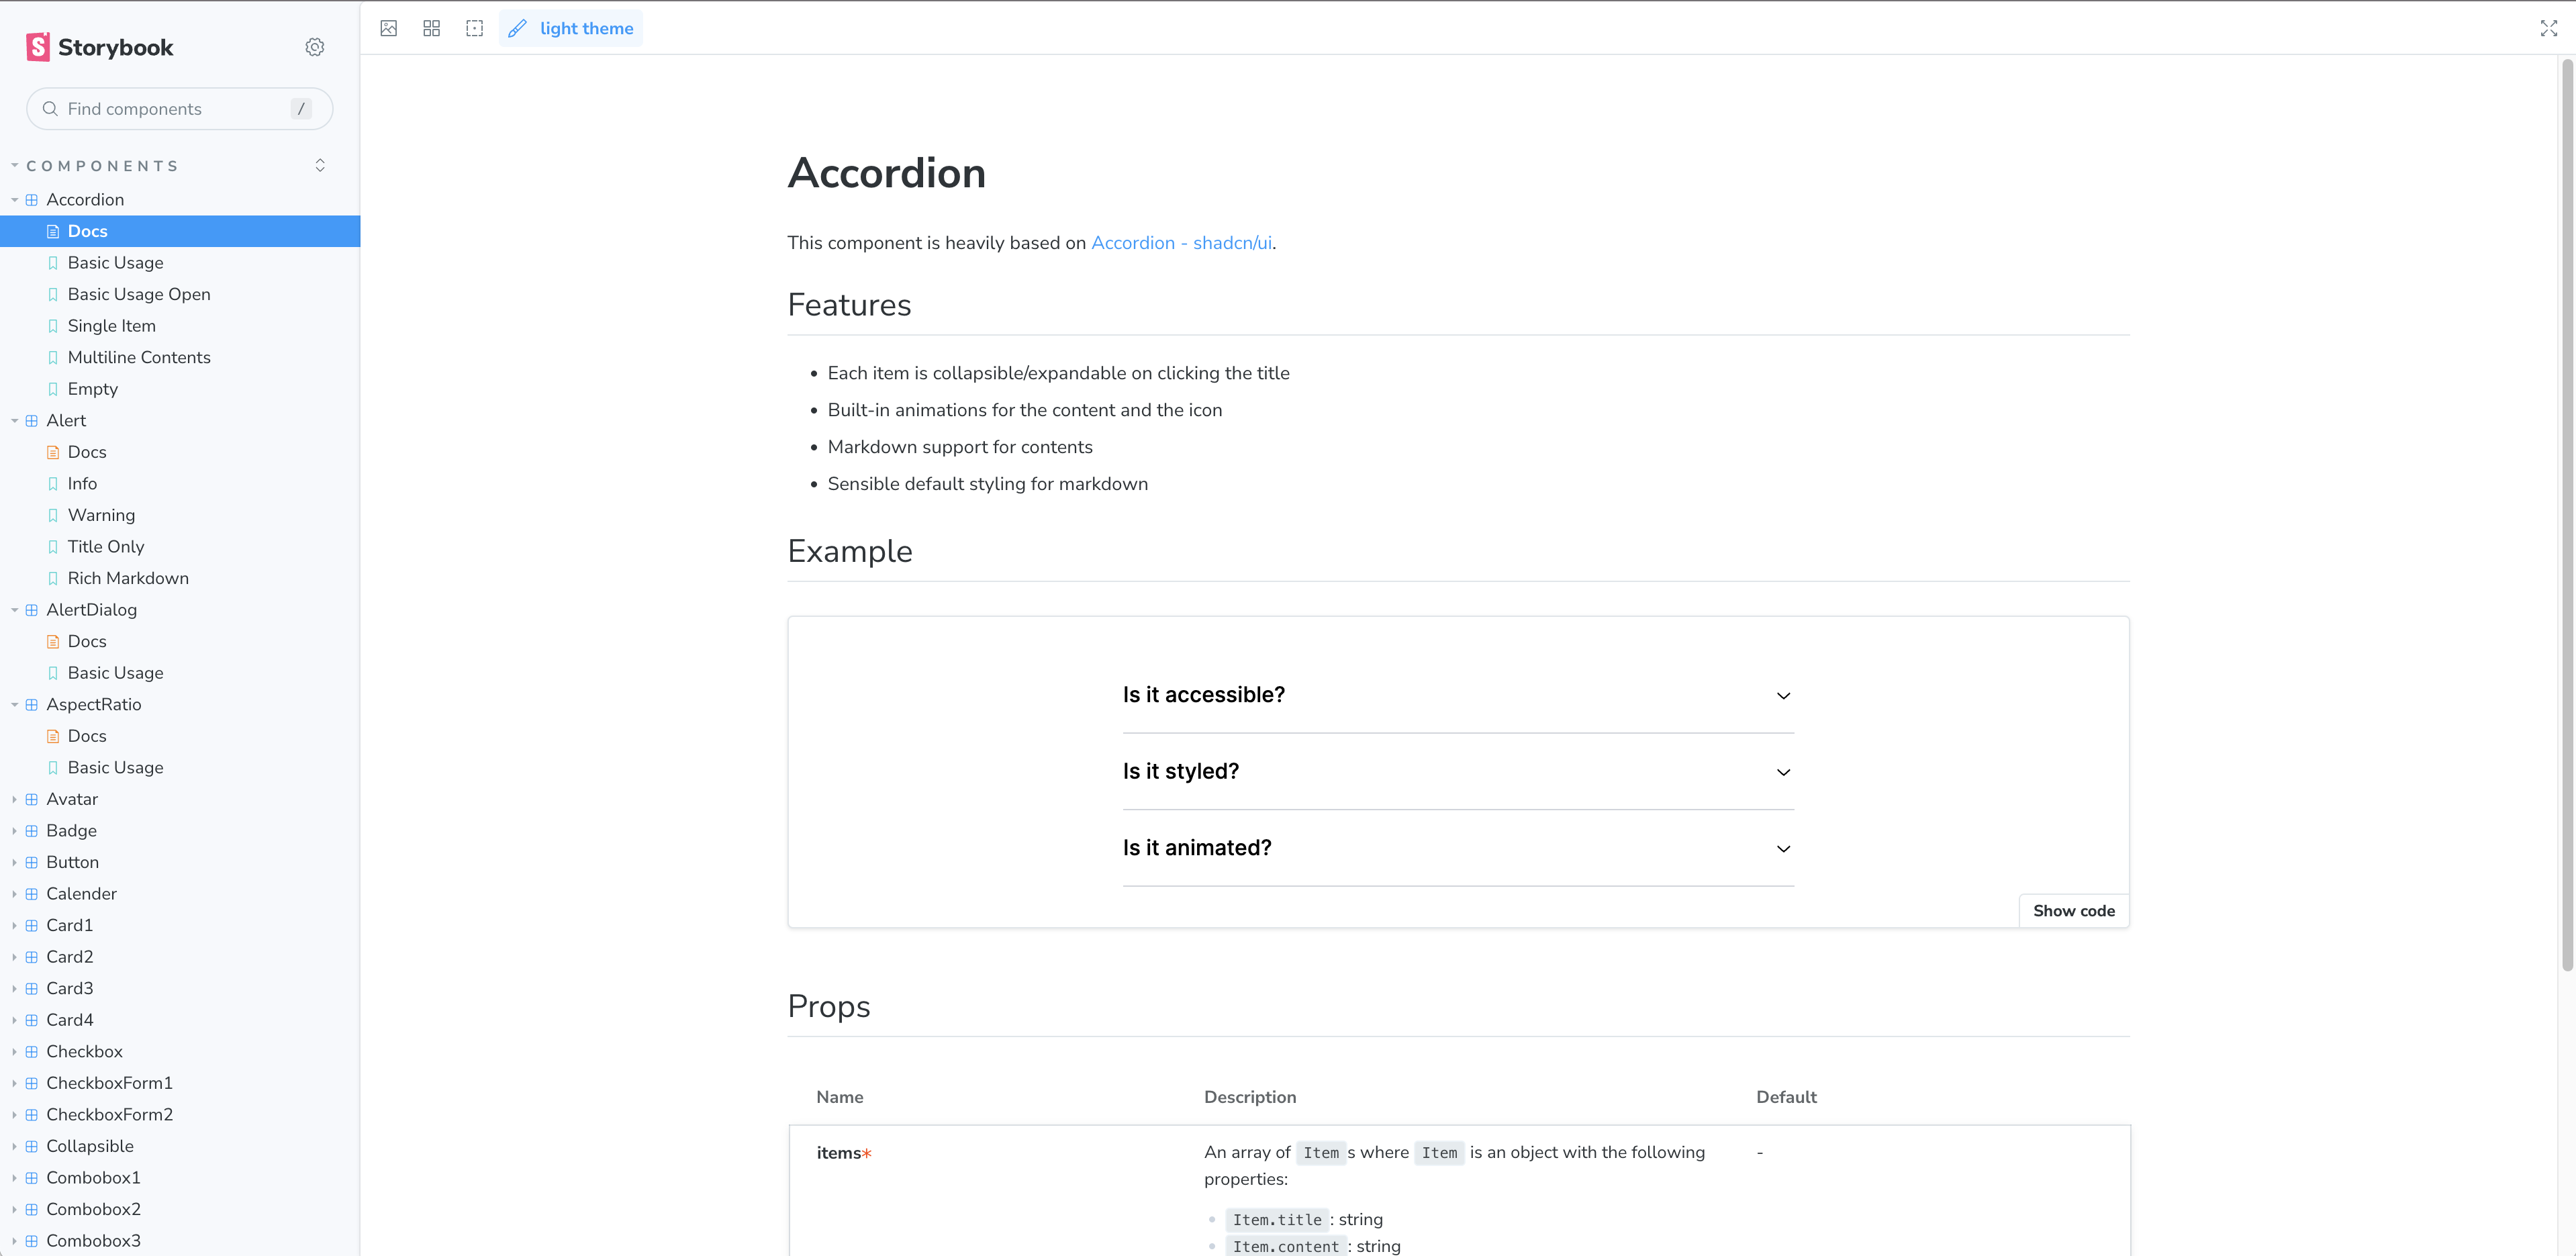 Storybook
Find components /
COMPONENTS
Accordion
Docs
Basic Usage
Basic Usage Open
Single Item
Multiline Contents
Empty
Alert
Docs
Info
Warning
Title Only
Rich Markdown
AlertDialog
Docs
Basic Usage
AspectRatio
Docs
Basic Usage
Avatar
Badge
Button
Calender
Card1
Card2
Card3
Card4
Checkbox
CheckboxForm1
CheckboxForm2
Collapsible
Combobox1
Combobox2
Combobox3
light theme
Accordion
This component is heavily based on Accordion - shadcn/ui.
Features
• Each item is collapsible/expandable on clicking the title
• Built-in animations for the content and the icon
• Markdown support for contents
• Sensible default styling for markdown
Example
Is it accessible?
Is it styled?
Is it animated?
Show code
Props
Name Description Default
items* An array of Item s where Item is an object with the following -
properties:
• Item.title : string
• Item.content : string